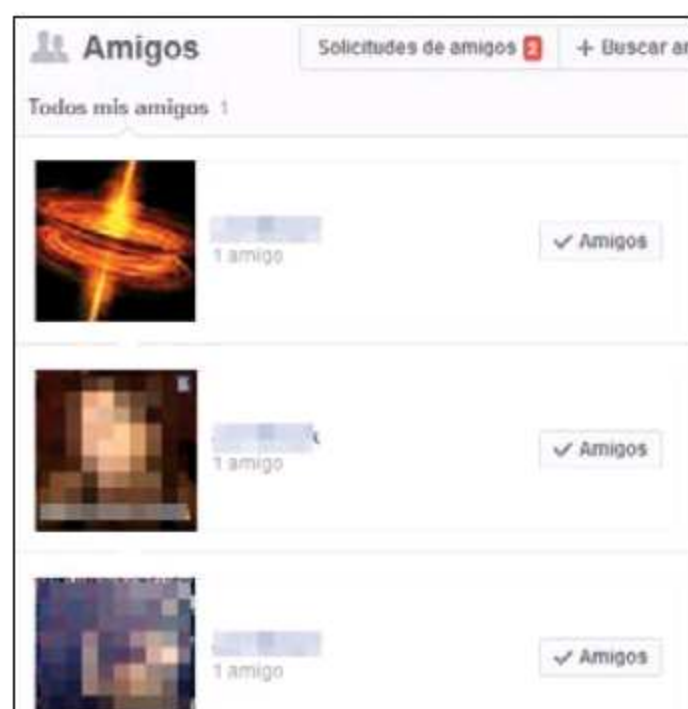 Amigos
Solicitudes de amigos 2
+ Buscar
Todos mis amigos 1
1 amigo
✓ Amigos
1 amigo
✓ Amigos
1 amigo
✓ Amigos